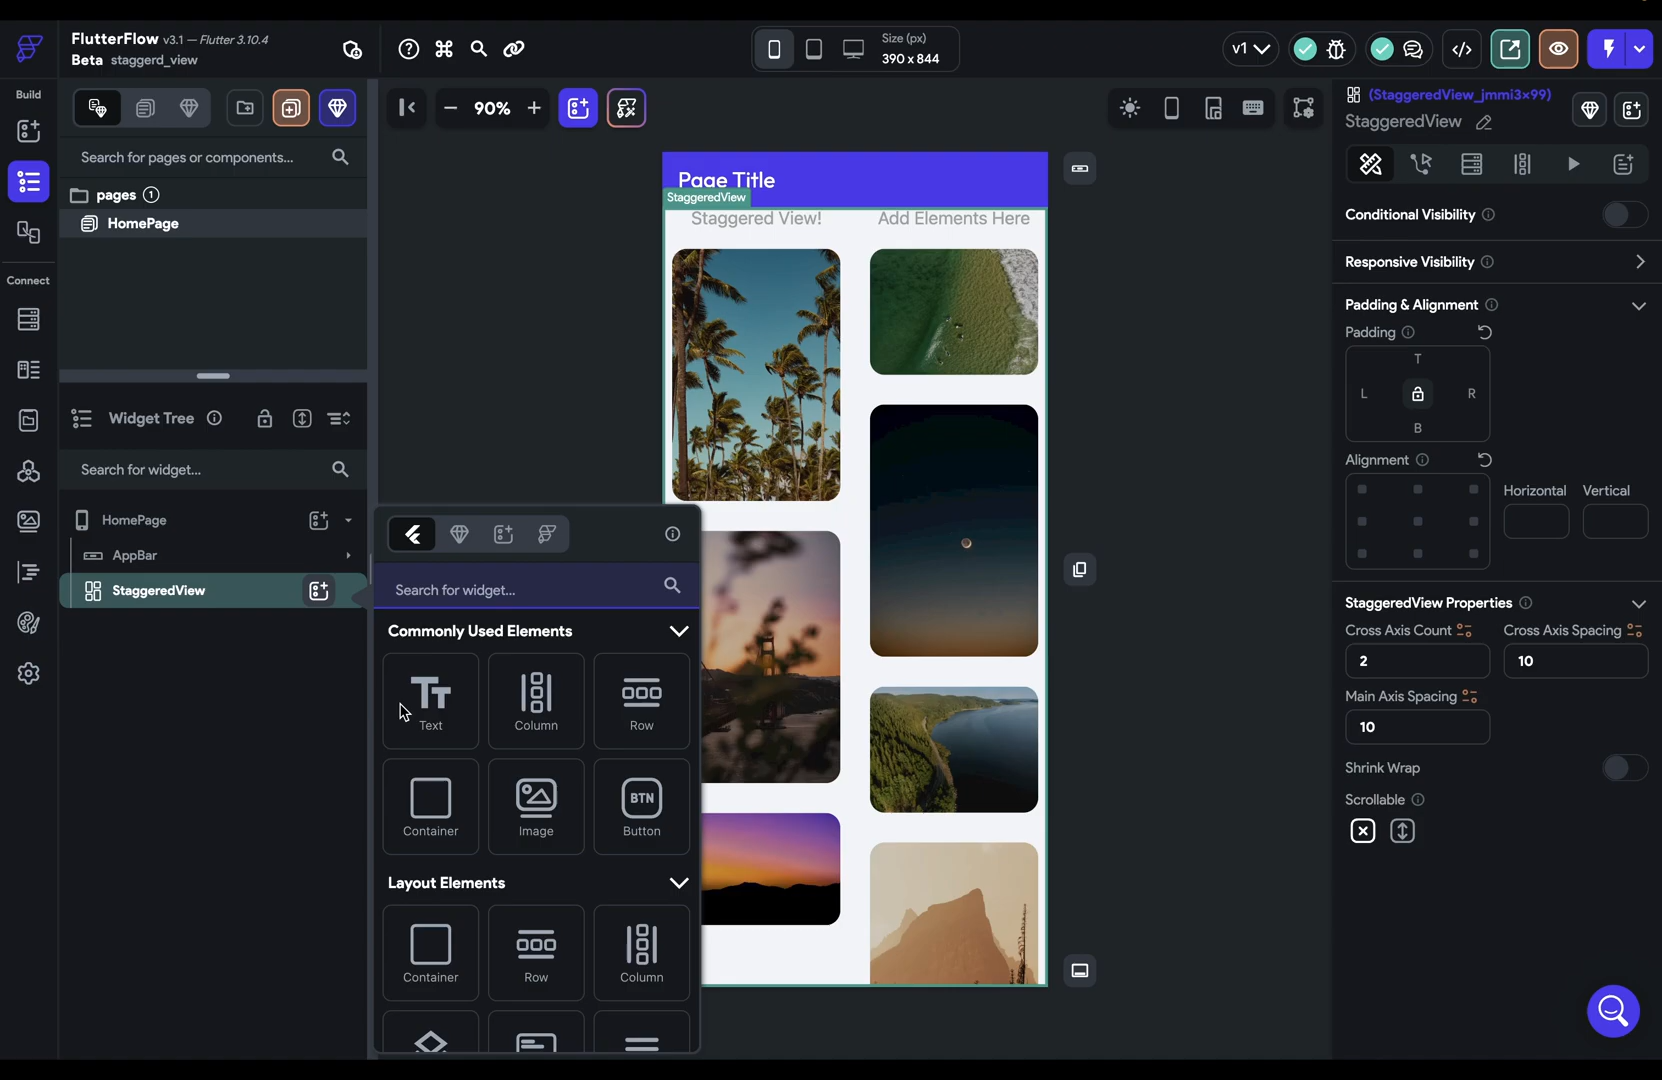 FlutterFlow v3.1 – Flutter 3.10.4
Beta staggerd_view
Size (px)
390 x 844
v1
Build
90%
(StaggeredView_jmmi3x99)
StaggeredView
Search for pages or components...
pages 1
HomePage
Connect
Page Title
StaggeredView
Staggered View!
Add Elements Here
Conditional Visibility
Responsive Visibility
Padding & Alignment
Padding
T
L
R
B
Alignment
Horizontal
Vertical
Widget Tree
Search for widget...
HomePage
AppBar
StaggeredView
Search for widget...
Commonly Used Elements
Text
Column
Row
Container
Image
BTN
Button
Layout Elements
Container
Row
Column
StaggeredView Properties
Cross Axis Count
Cross Axis Spacing
2
10
Main Axis Spacing
10
Shrink Wrap
Scrollable